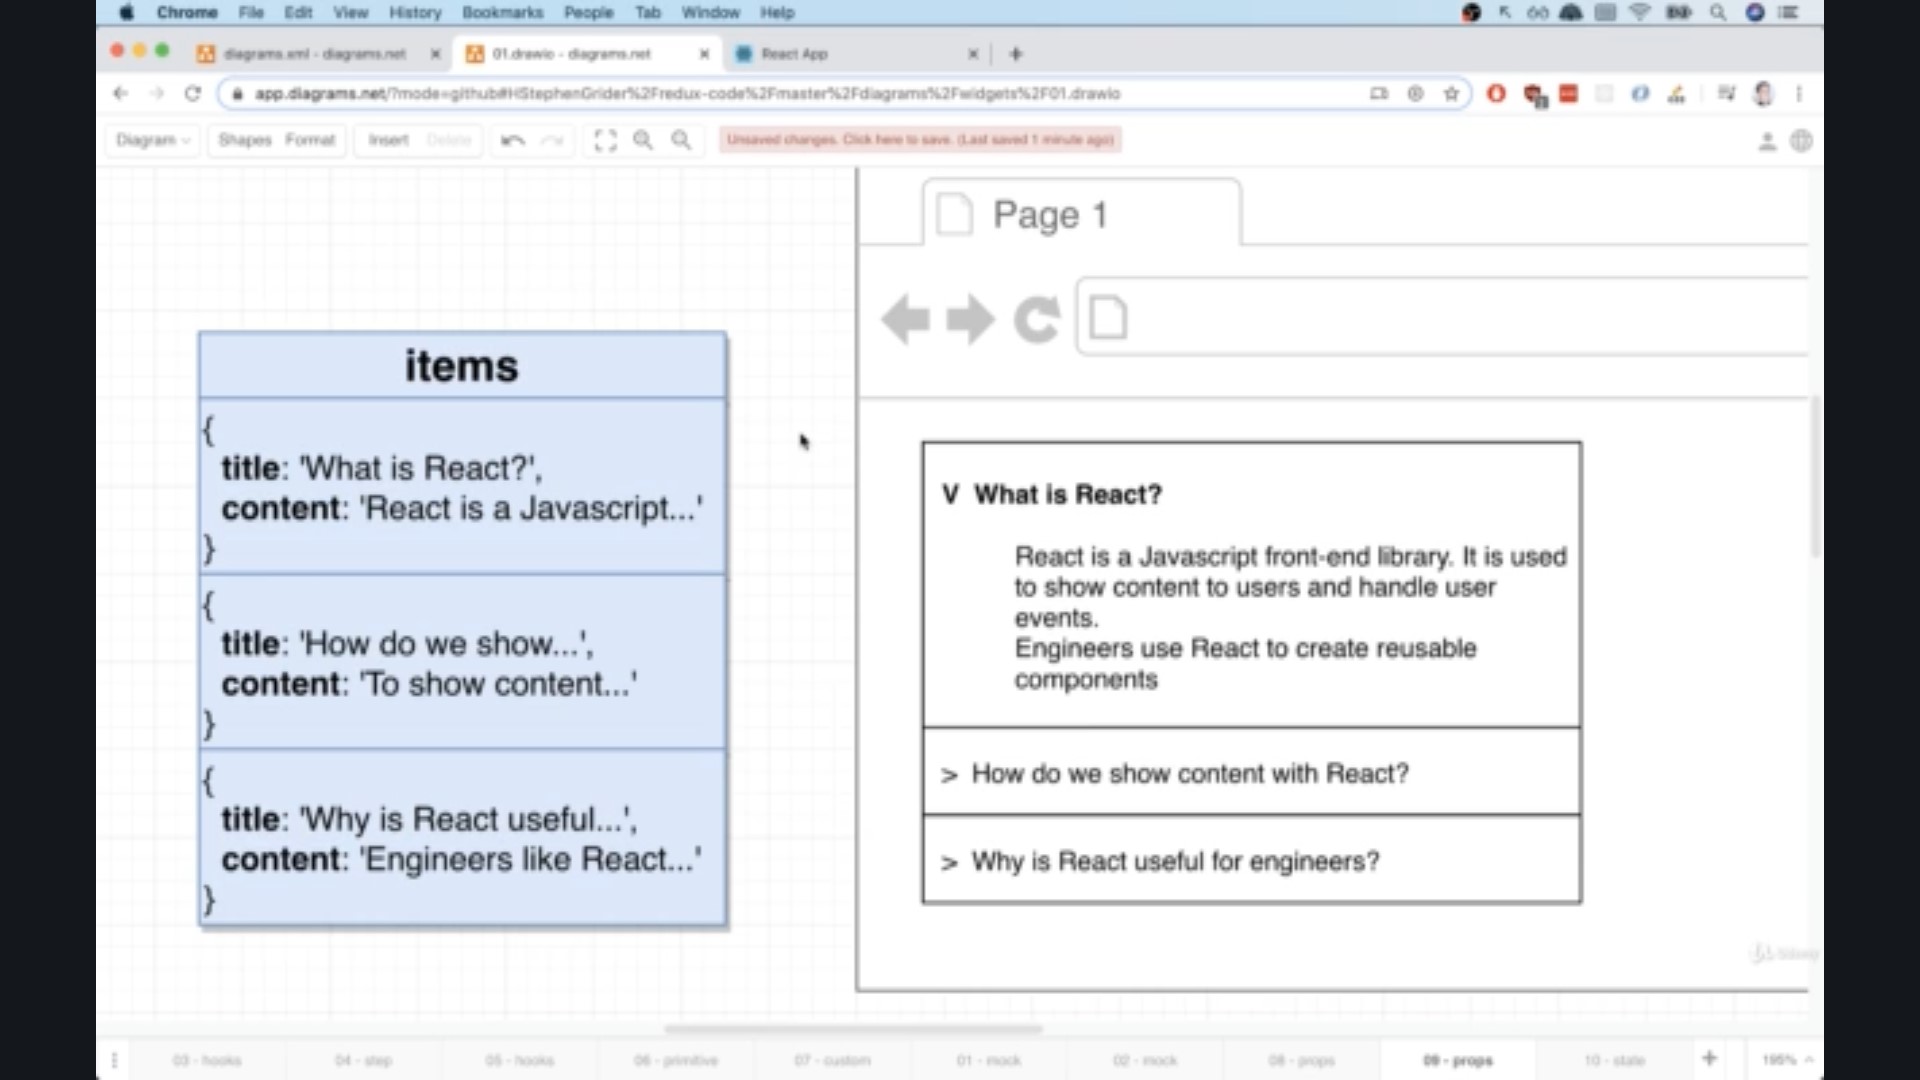 Chrome File Edit View History Bookmarks People Tab Window Help
diagrams.xml - diagrams.net
01.drawio - diagrams.net
React App
app.diagrams.net/?mode=github#HStephenGrider%2Fredux-code%2Fmaster%2Fdiagrams%2Fwidgets%2F01.drawio
Diagram Shapes Format Insert Delete
Unsaved changes. Click here to save. (Last saved 1 minute ago)
items
{
title: 'What is React?',
content: 'React is a Javascript...'
}
{
title: 'How do we show...',
content: 'To show content...'
}
{
title: 'Why is React useful...',
content: 'Engineers like React...'
}
Page 1
V What is React?
React is a Javascript front-end library. It is used
to show content to users and handle user
events.
Engineers use React to create reusable
components
> How do we show content with React?
> Why is React useful for engineers?
Udemy
03 - hooks 04 - step 05 - hooks 06 - primitive 07 - custom 01 - mock 02 - mock 08 - props 09 - props 10 - state
195%